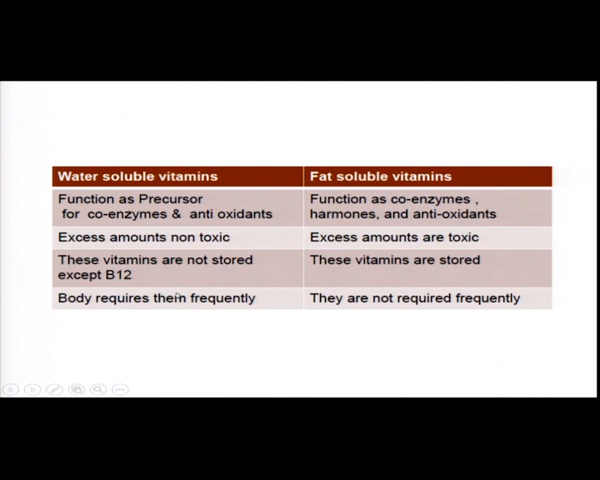 Water soluble vitamins
Fat soluble vitamins
Function as Precursor
for co-enzymes & anti oxidants
Function as co-enzymes ,
harmones, and anti-oxidants
Excess amounts non toxic
Excess amounts are toxic
These vitamins are not stored
except B12
These vitamins are stored
Body requires them frequently
They are not required frequently